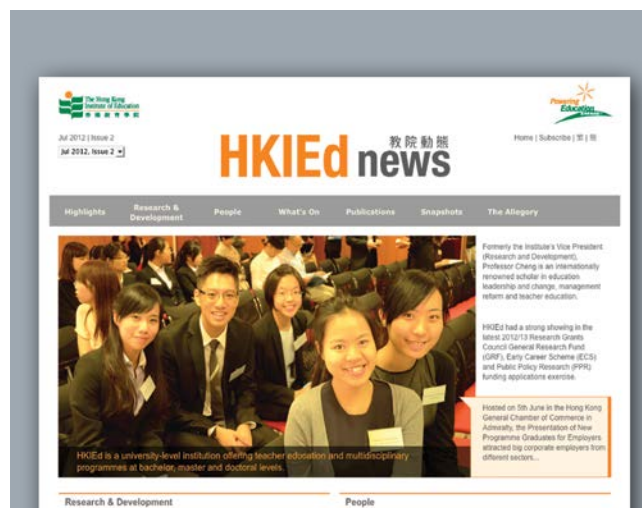 The Hong Kong
Institute of Education
香港教育學院
Powering
Education
Jul 2012 | Issue 2
Jul 2012, Issue 2
HKIEd news
教院動態
Home | Subscribe | 繁 | 簡
Highlights
Research &
Development
People
What's On
Publications
Snapshots
The Allegory
Formerly the Institute's Vice President
(Research and Development),
Professor Cheng is an internationally
renowned scholar in education
leadership and change, management
reform and teacher education.
HKIEd had a strong showing in the
latest 2012/13 Research Grants
Council General Research Fund
(GRF), Early Career Scheme (ECS)
and Public Policy Research (PPR)
funding applications exercise.
Hosted on 5th June in the Hong Kong
General Chamber of Commerce in
Admiralty, the Presentation of New
Programme Graduates for Employers
attracted big corporate employers from
different sectors...
HKIEd is a university-level institution offering teacher education and multidisciplinary
programmes at bachelor, master and doctoral levels.
Research & Development
People